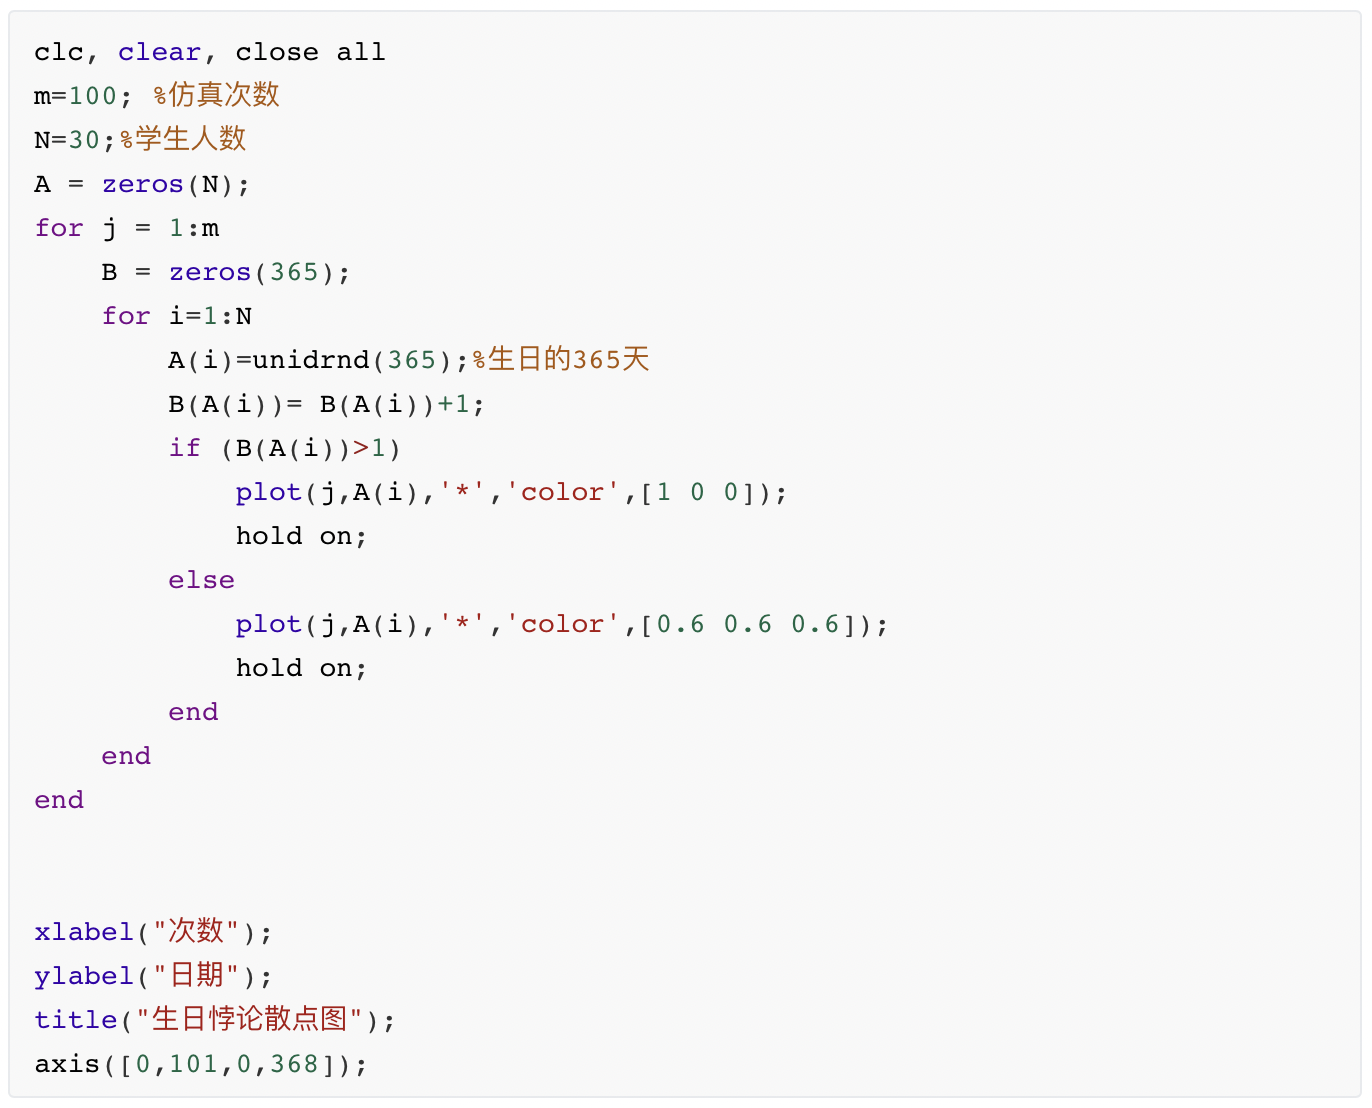 clc, clear, close all
m=100; %仿真次数
N=30;%学生人数
A = zeros(N);
for j = 1:m
    B = zeros(365);
    for i=1:N
        A(i)=unidrnd(365);%生日的365天
        B(A(i))= B(A(i))+1;
        if (B(A(i))>1)
            plot(j,A(i),'*','color',[1 0 0]);
            hold on;
        else
            plot(j,A(i),'*','color',[0.6 0.6 0.6]);
            hold on;
        end
    end
end
xlabel("次数");
ylabel("日期");
title("生日悖论散点图");
axis([0,101,0,368]);